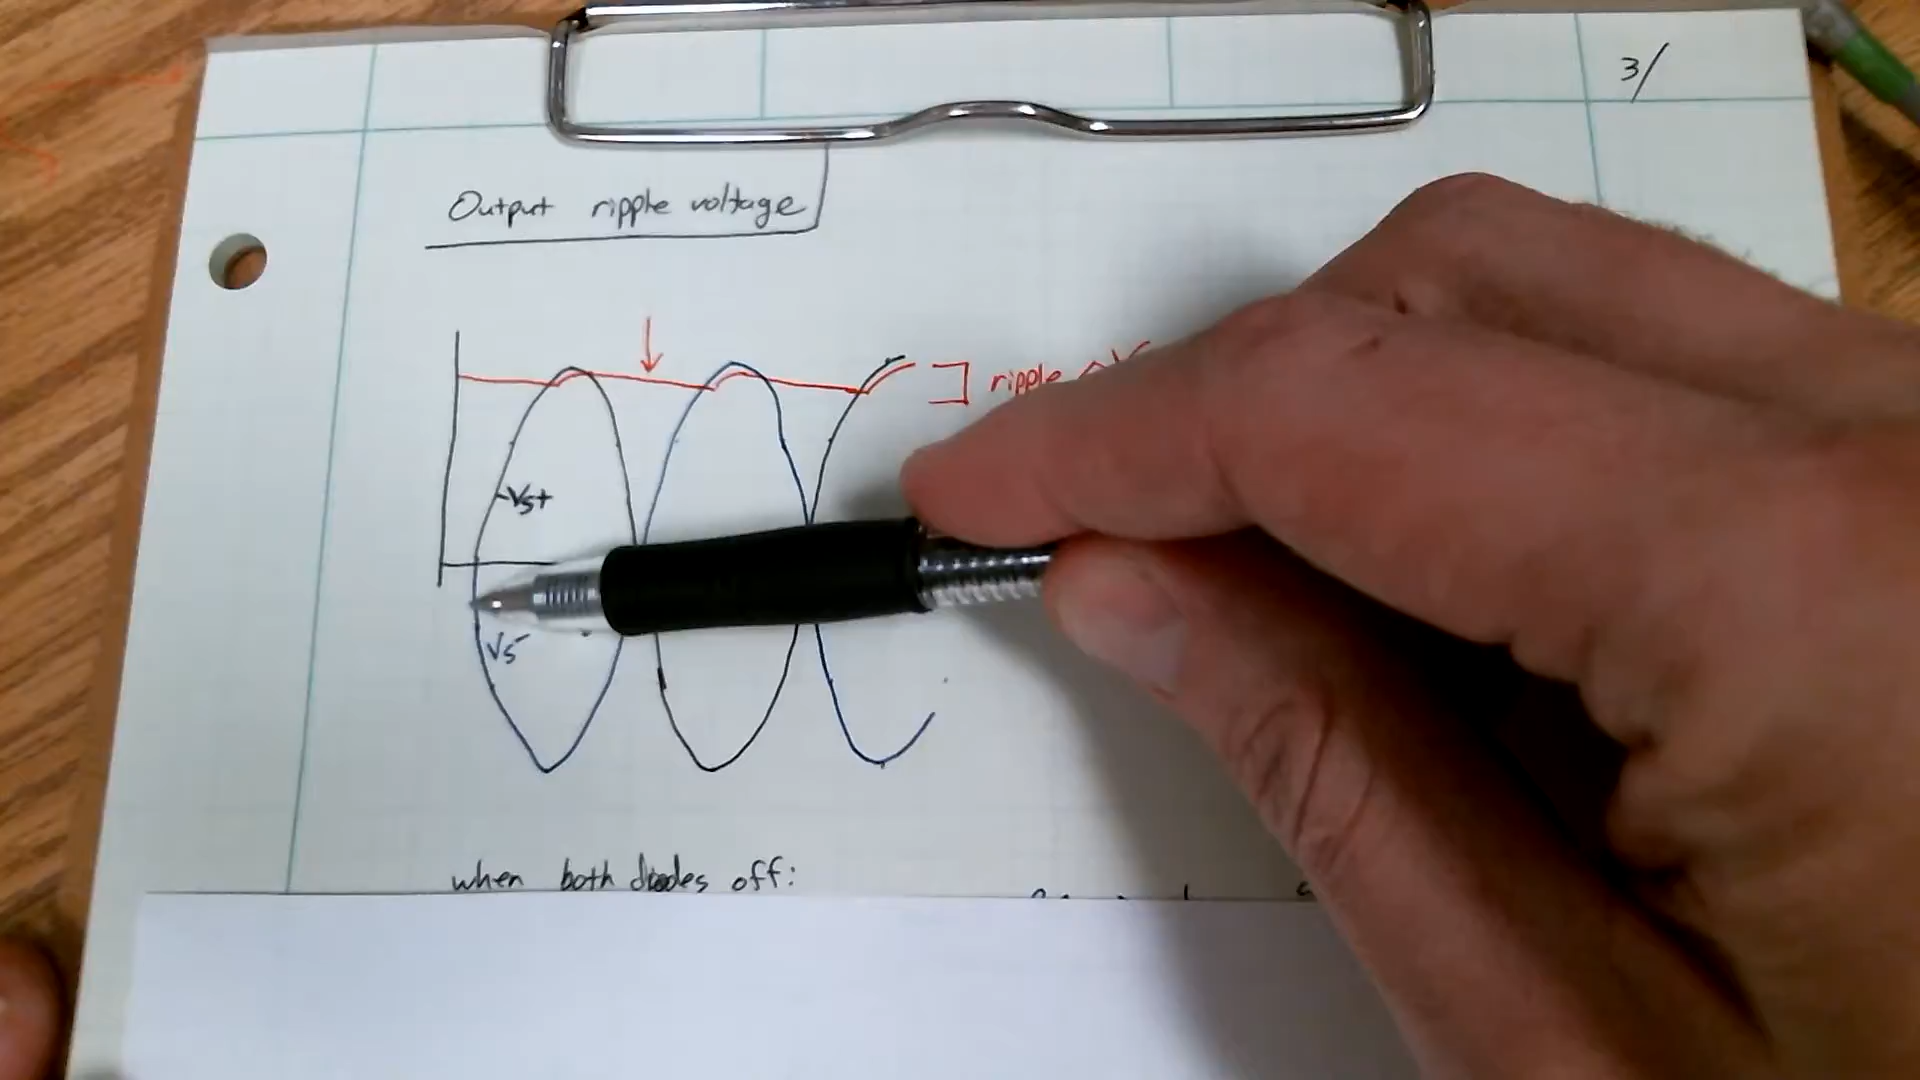 3/
Output ripple voltage
ripple
Vs+
Vs-
when both diodes off: